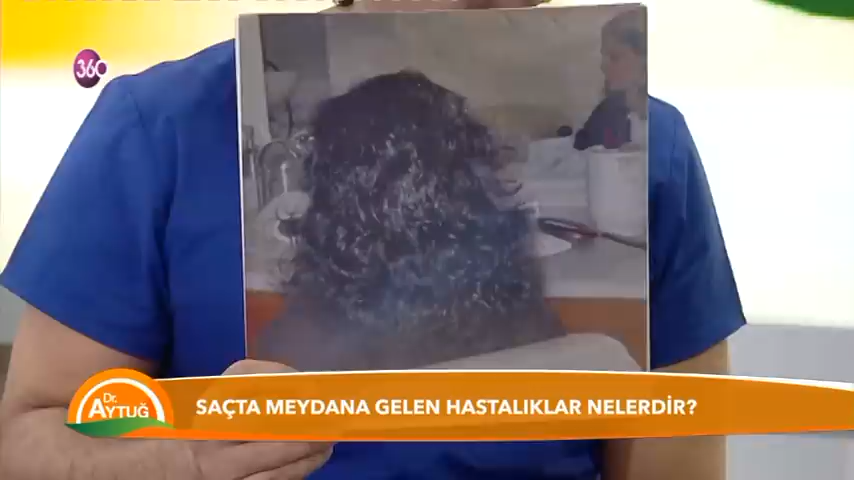 360
Dr.
AYTUĞ
SAÇTA MEYDANA GELEN HASTALIKLAR NELERDİR?